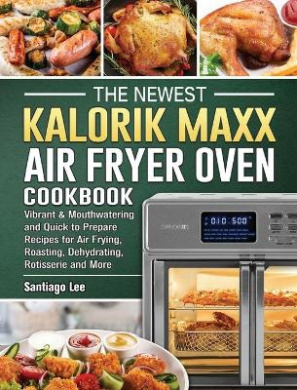 THE NEWEST
KALORIK MAXX
AIR FRYER OVEN
COOKBOOK
Vibrant & Mouthwatering
and Quick to Prepare
Recipes for Air Frying,
Roasting, Dehydrating,
Rotisserie and More
Santiago Lee